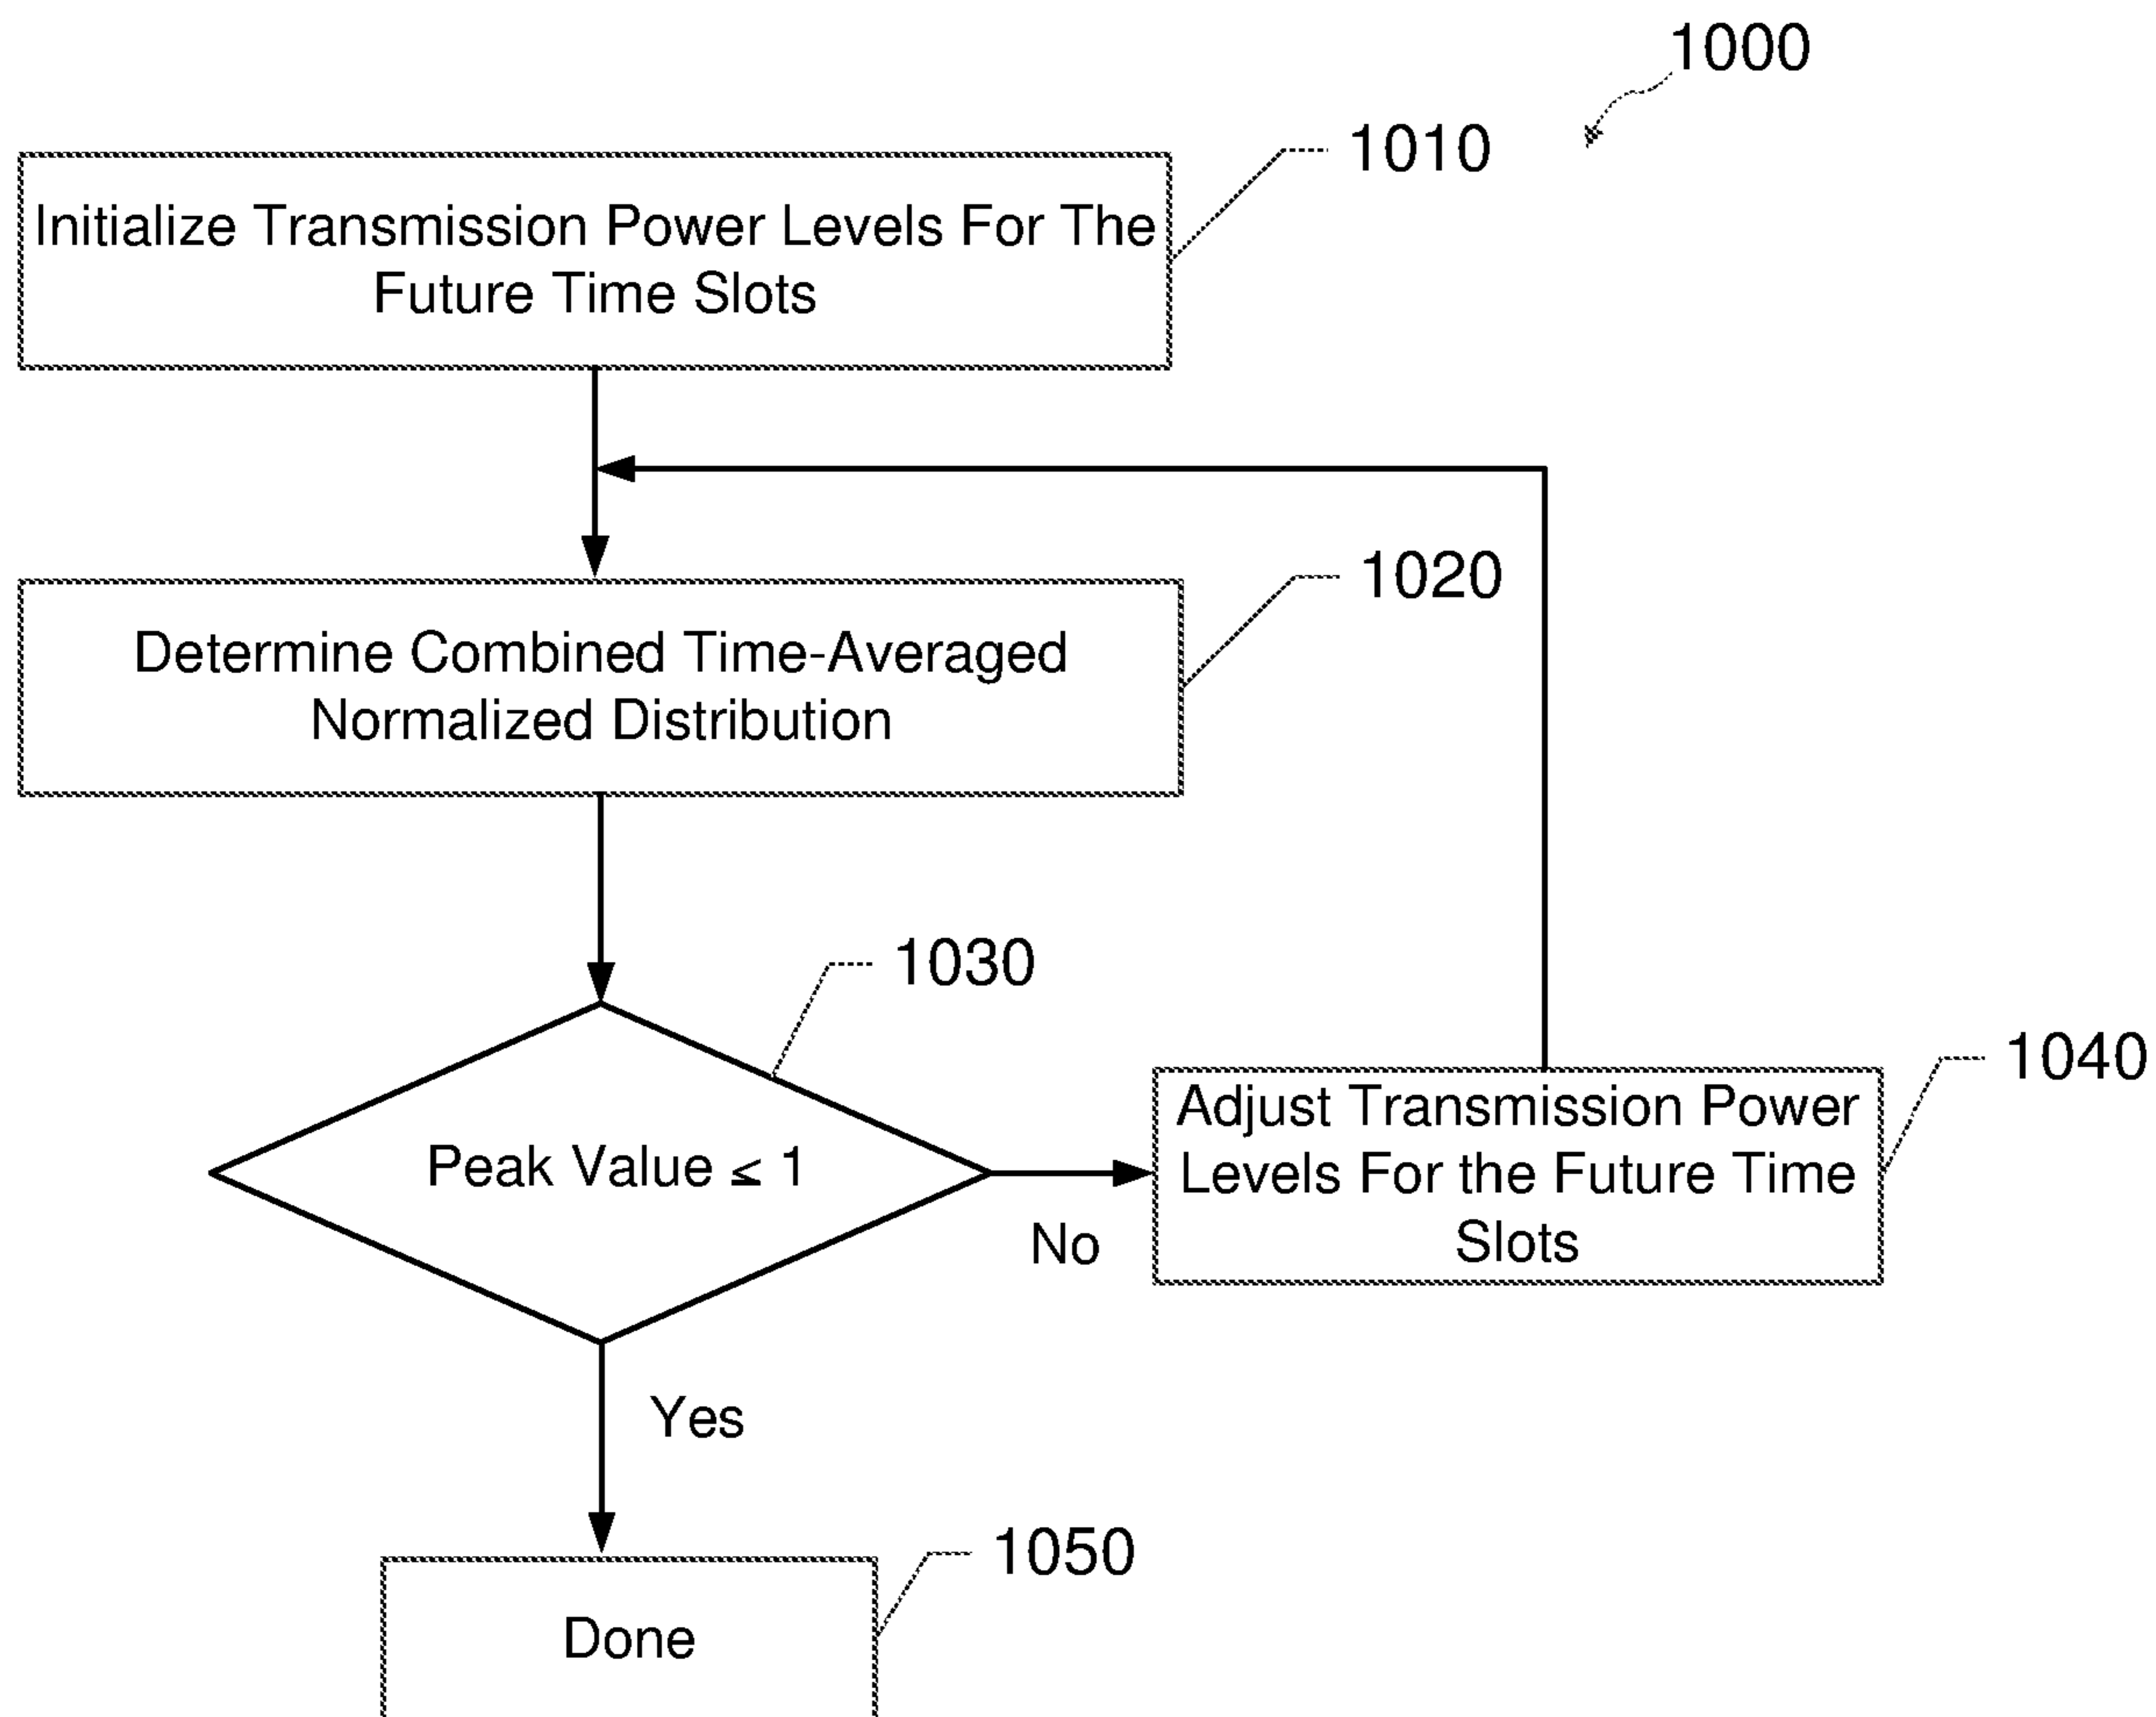 1000
1010
Initialize Transmission Power Levels For The
Future Time Slots
1020
Determine Combined Time-Averaged
Normalized Distribution
1030
Peak Value ≤ 1
No
1040
Adjust Transmission Power
Levels For the Future Time
Slots
Yes
1050
Done